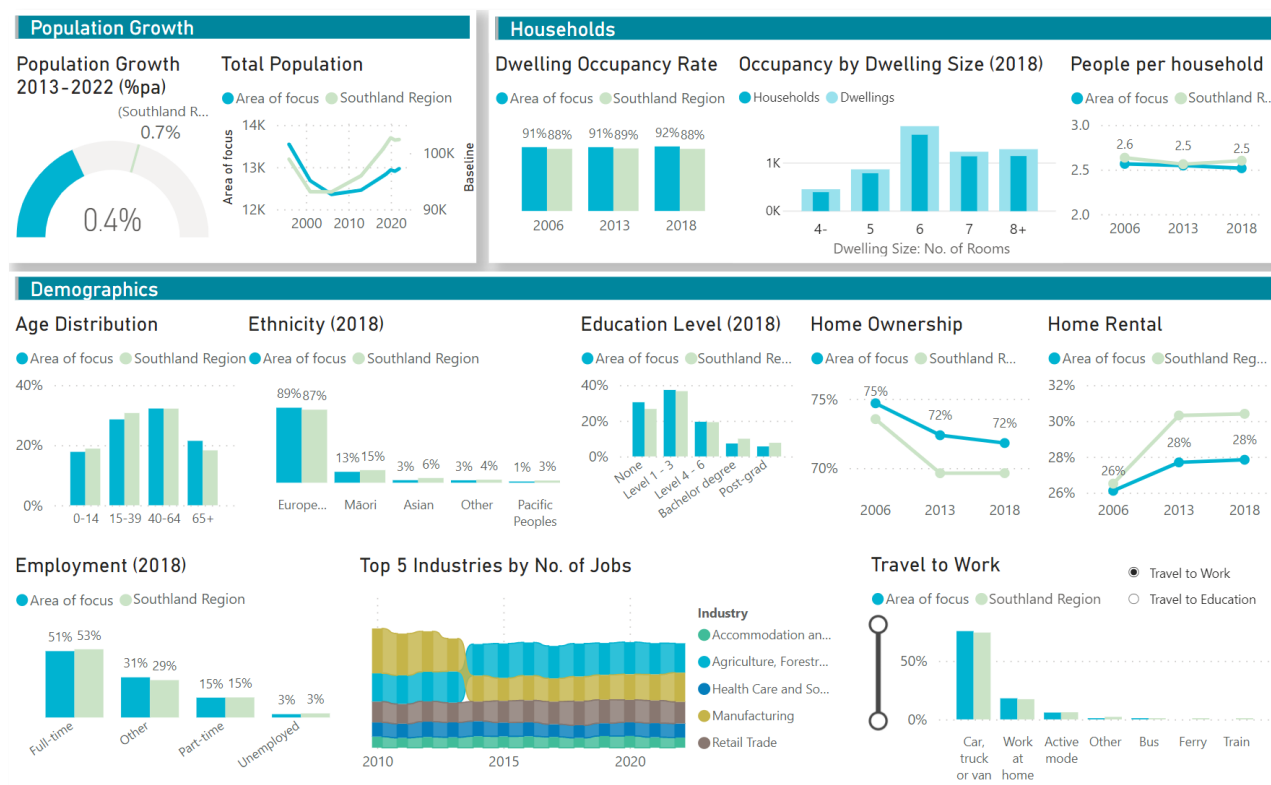 Population Growth
Population Growth
2013-2022 (%pa)
(Southland R...
0.7%
0.4%
Total Population
Area of focus Southland Region
14K
13K
12K
Area of focus
100K
90K
Baseline
2000 2010 2020
Households
Dwelling Occupancy Rate
Area of focus Southland Region
91% 88% 91% 89% 92% 88%
2006 2013 2018
Occupancy by Dwelling Size (2018)
Households Dwellings
1K
0K
4- 5 6 7 8+
Dwelling Size: No. of Rooms
People per household
Area of focus Southland R...
3.0
2.5
2.0
2.6 2.5 2.5
2006 2013 2018
Demographics
Age Distribution
Area of focus Southland Region
40%
20%
0%
0-14 15-39 40-64 65+
Ethnicity (2018)
Area of focus Southland Region
89% 87%
13% 15%
3% 6%
3% 4%
1% 3%
Europe... Māori Asian Other Pacific
Peoples
Education Level (2018)
Area of focus Southland Re...
40%
20%
0%
None
Level 1 - 3
Level 4 - 6
Bachelor degree
Post-grad
Home Ownership
Area of focus Southland R...
75%
70%
75% 72% 72%
2006 2013 2018
Home Rental
Area of focus Southland Reg...
32%
30%
28%
26%
26% 28% 28%
2006 2013 2018
Employment (2018)
Area of focus Southland Region
51% 53%
31% 29%
15% 15%
3% 3%
Full-time
Other
Part-time
Unemployed
Top 5 Industries by No. of Jobs
2010 2015 2020
Industry
Accommodation an...
Agriculture, Forestr...
Health Care and So...
Manufacturing
Retail Trade
Travel to Work
Area of focus Southland Region
Travel to Work
Travel to Education
50%
0%
Car,
truck
or van
Work
at
home
Active
mode
Other
Bus
Ferry
Train